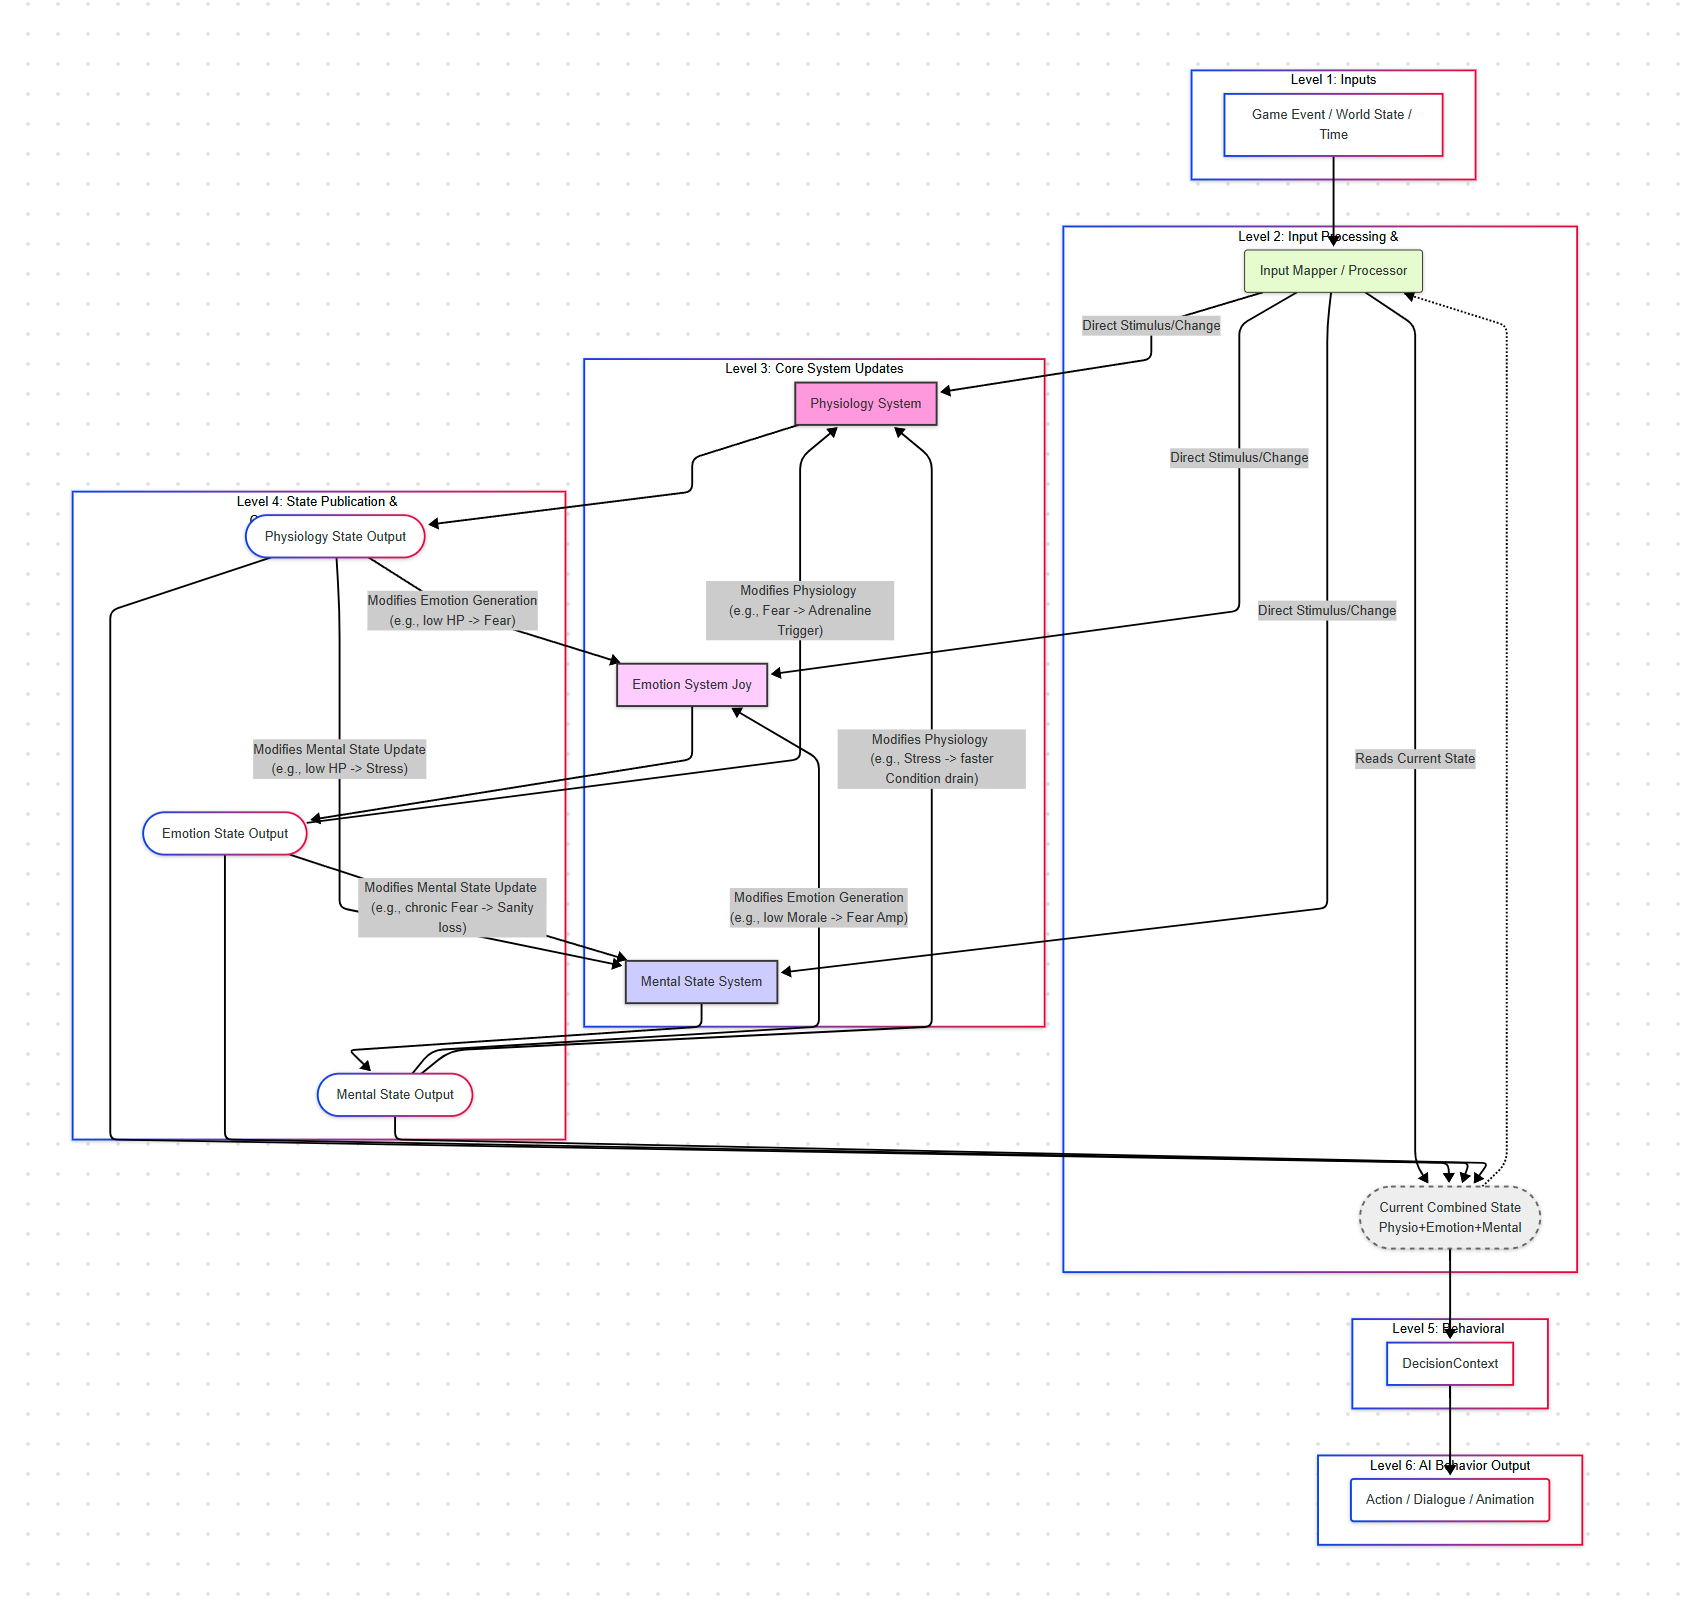 Level 1: Inputs
Game Event / World State /
Time
Level 2: Input Processing &
Input Mapper / Processor
Direct Stimulus/Change
Level 3: Core System Updates
Physiology System
Direct Stimulus/Change
Level 4: State Publication &
Physiology State Output
Modifies Emotion Generation
(e.g., low HP -> Fear)
Modifies Physiology
(e.g., Fear -> Adrenaline
Trigger)
Direct Stimulus/Change
Emotion System Joy
Modifies Mental State Update
(e.g., low HP -> Stress)
Modifies Physiology
(e.g., Stress -> faster
Condition drain)
Reads Current State
Emotion State Output
Modifies Mental State Update
(e.g., chronic Fear -> Sanity
loss)
Modifies Emotion Generation
(e.g., low Morale -> Fear Amp)
Mental State System
Mental State Output
Current Combined State
Physio+Emotion+Mental
Level 5: Behavioral
DecisionContext
Level 6: AI Behavior Output
Action / Dialogue / Animation